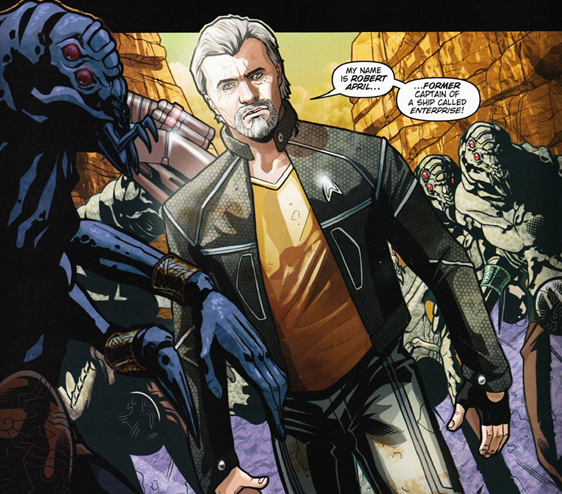 MY NAME
IS ROBERT
APRIL...
...FORMER
CAPTAIN OF
A SHIP CALLED
ENTERPRISE!